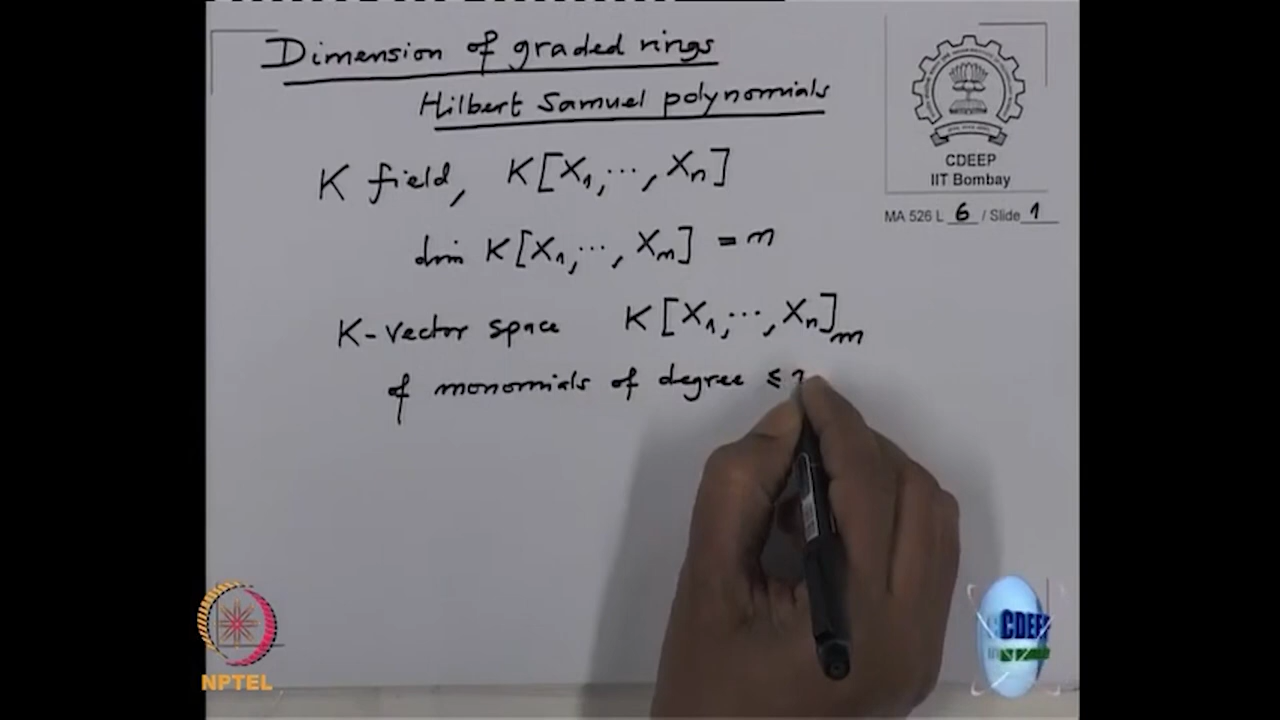 Dimension of graded rings
Hilbert Samuel polynomials
K field, K[X₁, ⋯, Xₙ]
dim K[X₁, ⋯, Xₘ] = m
K-vector space K[X₁, ⋯, Xₙ]ₘ
of monomials of degree ≤
CDEEP
IIT Bombay
MA 526 L 6 / Slide 1
NPTEL
CDEEP